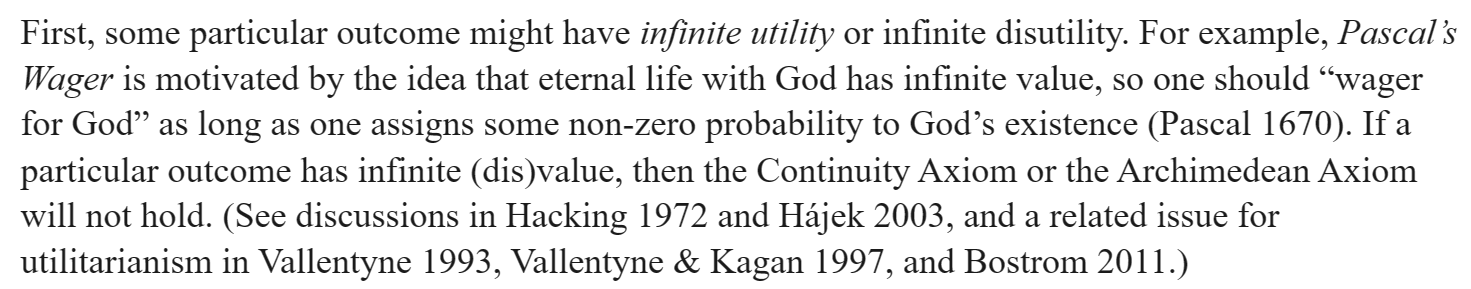 First, some particular outcome might have infinite utility or infinite disutility. For example, Pascal’s
Wager is motivated by the idea that eternal life with God has infinite value, so one should “wager
for God” as long as one assigns some non-zero probability to God’s existence (Pascal 1670). If a
particular outcome has infinite (dis)value, then the Continuity Axiom or the Archimedean Axiom
will not hold. (See discussions in Hacking 1972 and Hájek 2003, and a related issue for
utilitarianism in Vallentyne 1993, Vallentyne & Kagan 1997, and Bostrom 2011.)